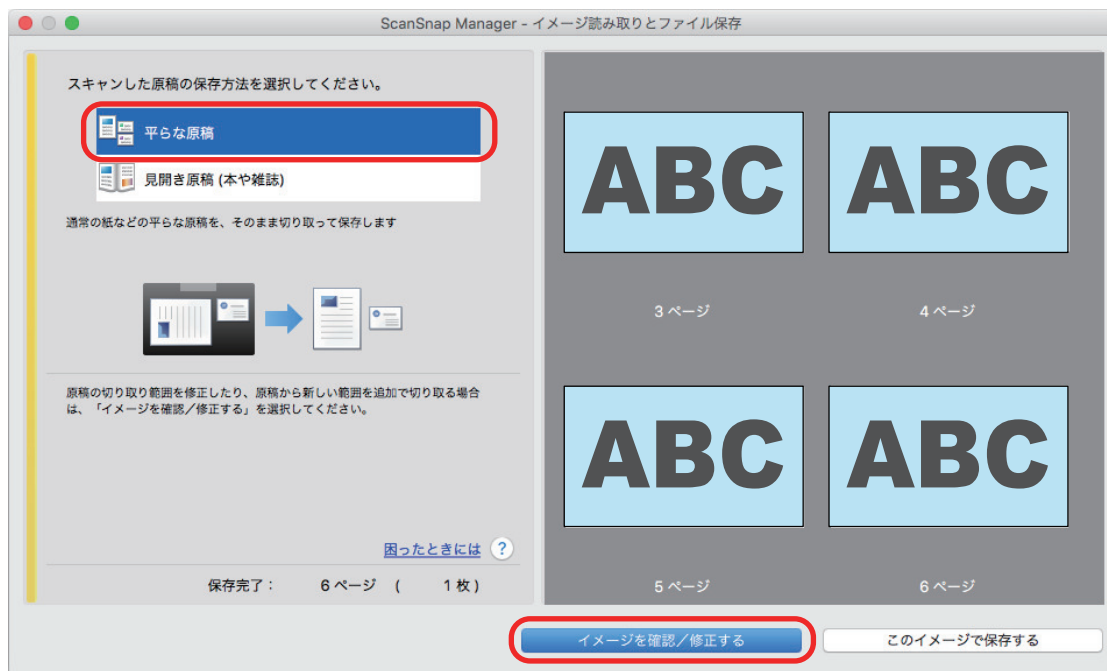 ScanSnap Manager - イメージ読み取りとファイル保存
スキャンした原稿の保存方法を選択してください。
平らな原稿
見開き原稿 (本や雑誌)
通常の紙などの平らな原稿を、そのまま切り取って保存します
原稿の切り取り範囲を修正したり、原稿から新しい範囲を追加で切り取る場合
は、「イメージを確認／修正する」を選択してください。
困ったときには ?
保存完了： 6 ページ ( 1 枚 )
ABC ABC
3 ページ 4 ページ
ABC ABC
5 ページ 6 ページ
イメージを確認／修正する このイメージで保存する